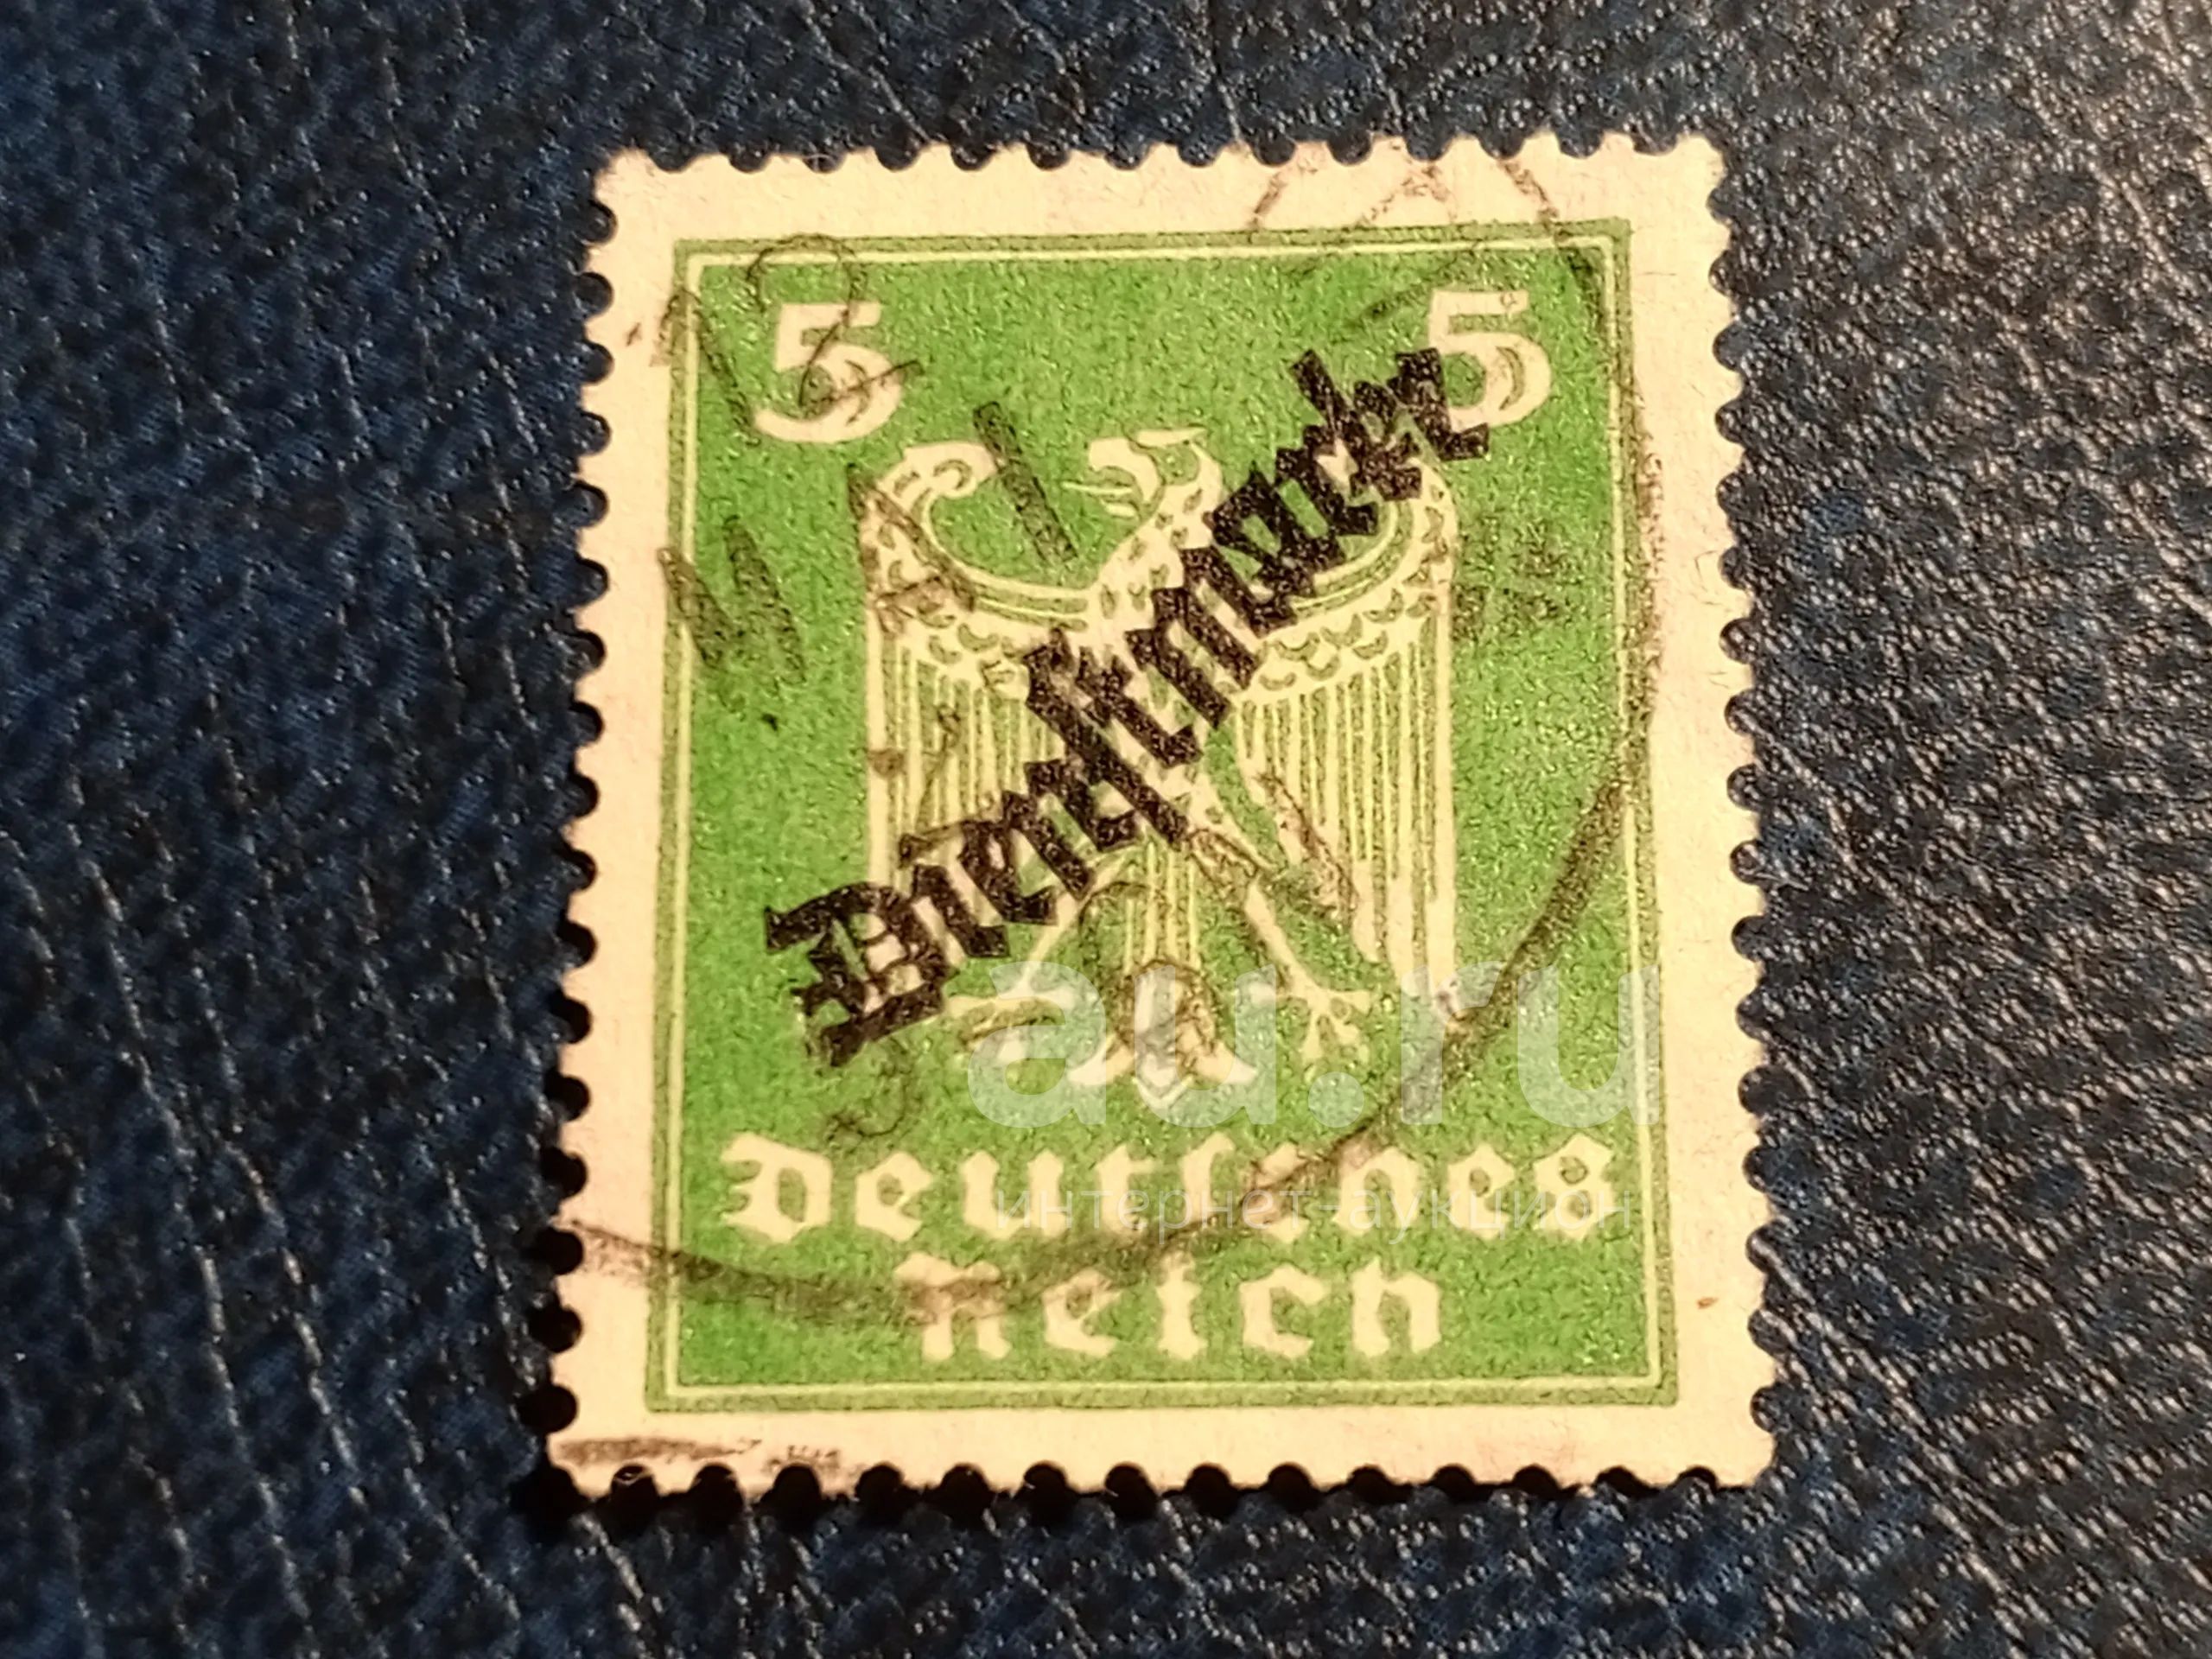 5 5
Dienstmarke
au.ru
Deutsches
интернет-аукцион
Reich